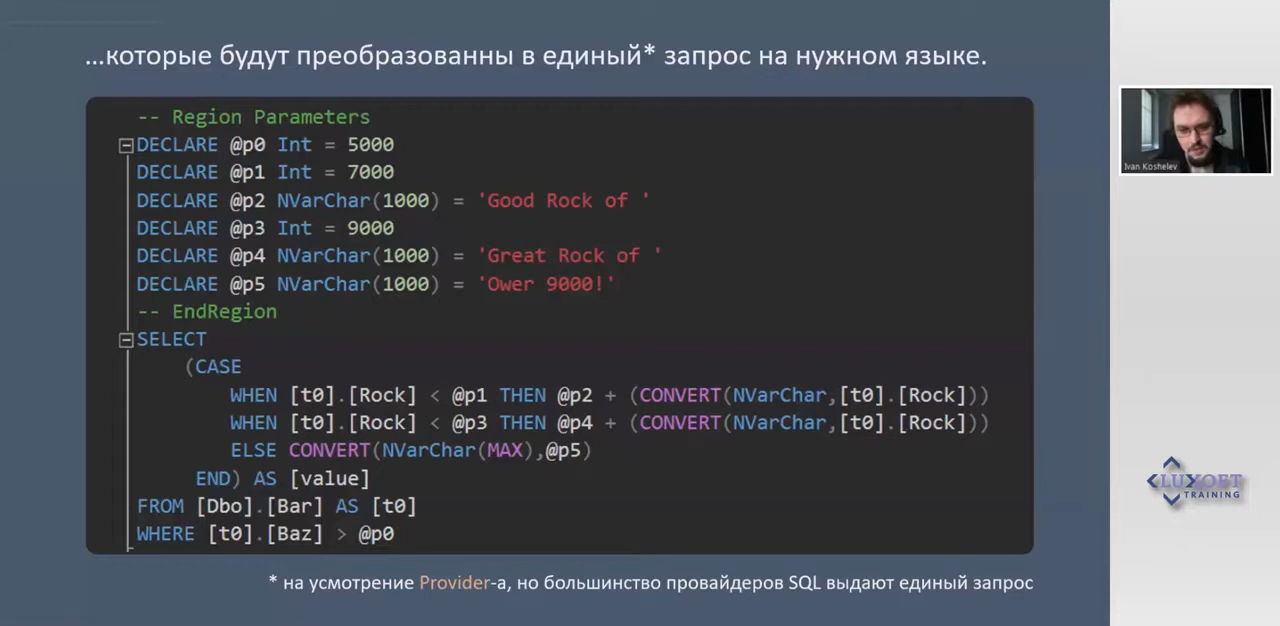 …которые будут преобразованны в единый* запрос на нужном языке.
-- Region Parameters
DECLARE @p0 Int = 5000
DECLARE @p1 Int = 7000
DECLARE @p2 NVarChar(1000) = 'Good Rock of '
DECLARE @p3 Int = 9000
DECLARE @p4 NVarChar(1000) = 'Great Rock of '
DECLARE @p5 NVarChar(1000) = 'Ower 9000!'
-- EndRegion
SELECT
(CASE
WHEN [t0].[Rock] < @p1 THEN @p2 + (CONVERT(NVarChar,[t0].[Rock]))
WHEN [t0].[Rock] < @p3 THEN @p4 + (CONVERT(NVarChar,[t0].[Rock]))
ELSE CONVERT(NVarChar(MAX),@p5)
END) AS [value]
FROM [Dbo].[Bar] AS [t0]
WHERE [t0].[Baz] > @p0
* на усмотрение Provider-а, но большинство провайдеров SQL выдают единый запрос
Ivan Koshelev
LUXOFT
TRAINING